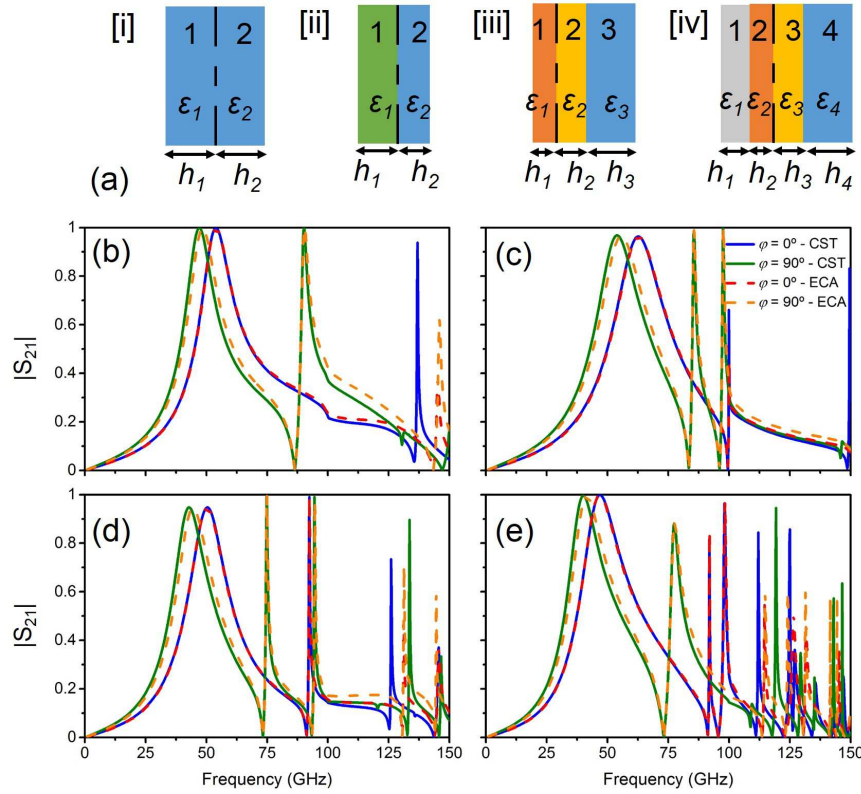 [i] [ii] [iii] [iv]
1 2 1 2 1 2 3 1 2 3 4
ε1 ε2 ε1 ε2 ε1 ε2 ε3 ε1 ε2 ε3 ε4
(a) h1 h2 h1 h2 h1 h2 h3 h1 h2 h3 h4
(b) (c)
φ = 0º - CST
φ = 90º - CST
φ = 0º - ECA
φ = 90º - ECA
1
0.8
0.6
0.4
0.2
0
|S21|
(d) (e)
1
0.8
0.6
0.4
0.2
0
|S21|
0 25 50 75 100 125 150 0 25 50 75 100 125 150
Frequency (GHz) Frequency (GHz)